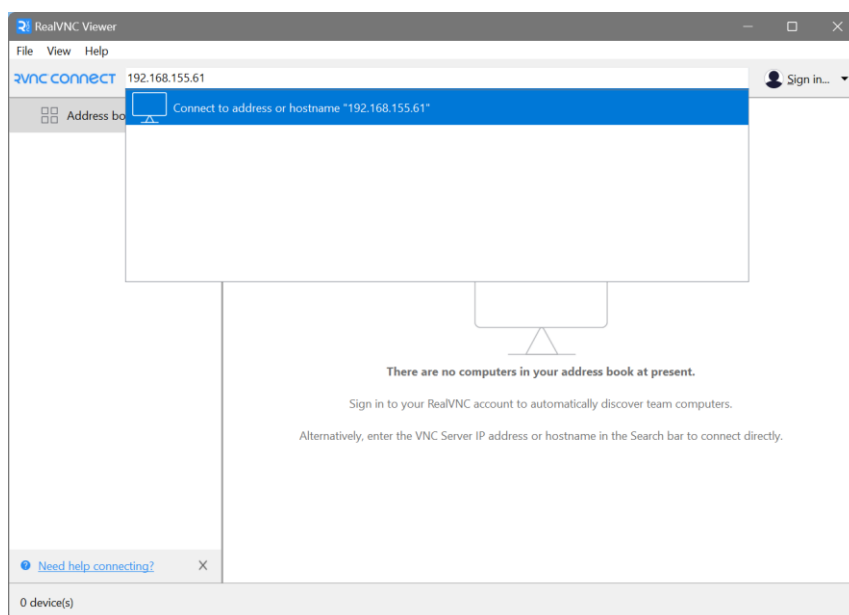 RealVNC Viewer
File View Help
RVNC CONNECT 192.168.155.61 Sign in...
Address bo
Connect to address or hostname "192.168.155.61"
There are no computers in your address book at present.
Sign in to your RealVNC account to automatically discover team computers.
Alternatively, enter the VNC Server IP address or hostname in the Search bar to connect directly.
Need help connecting? X
0 device(s)